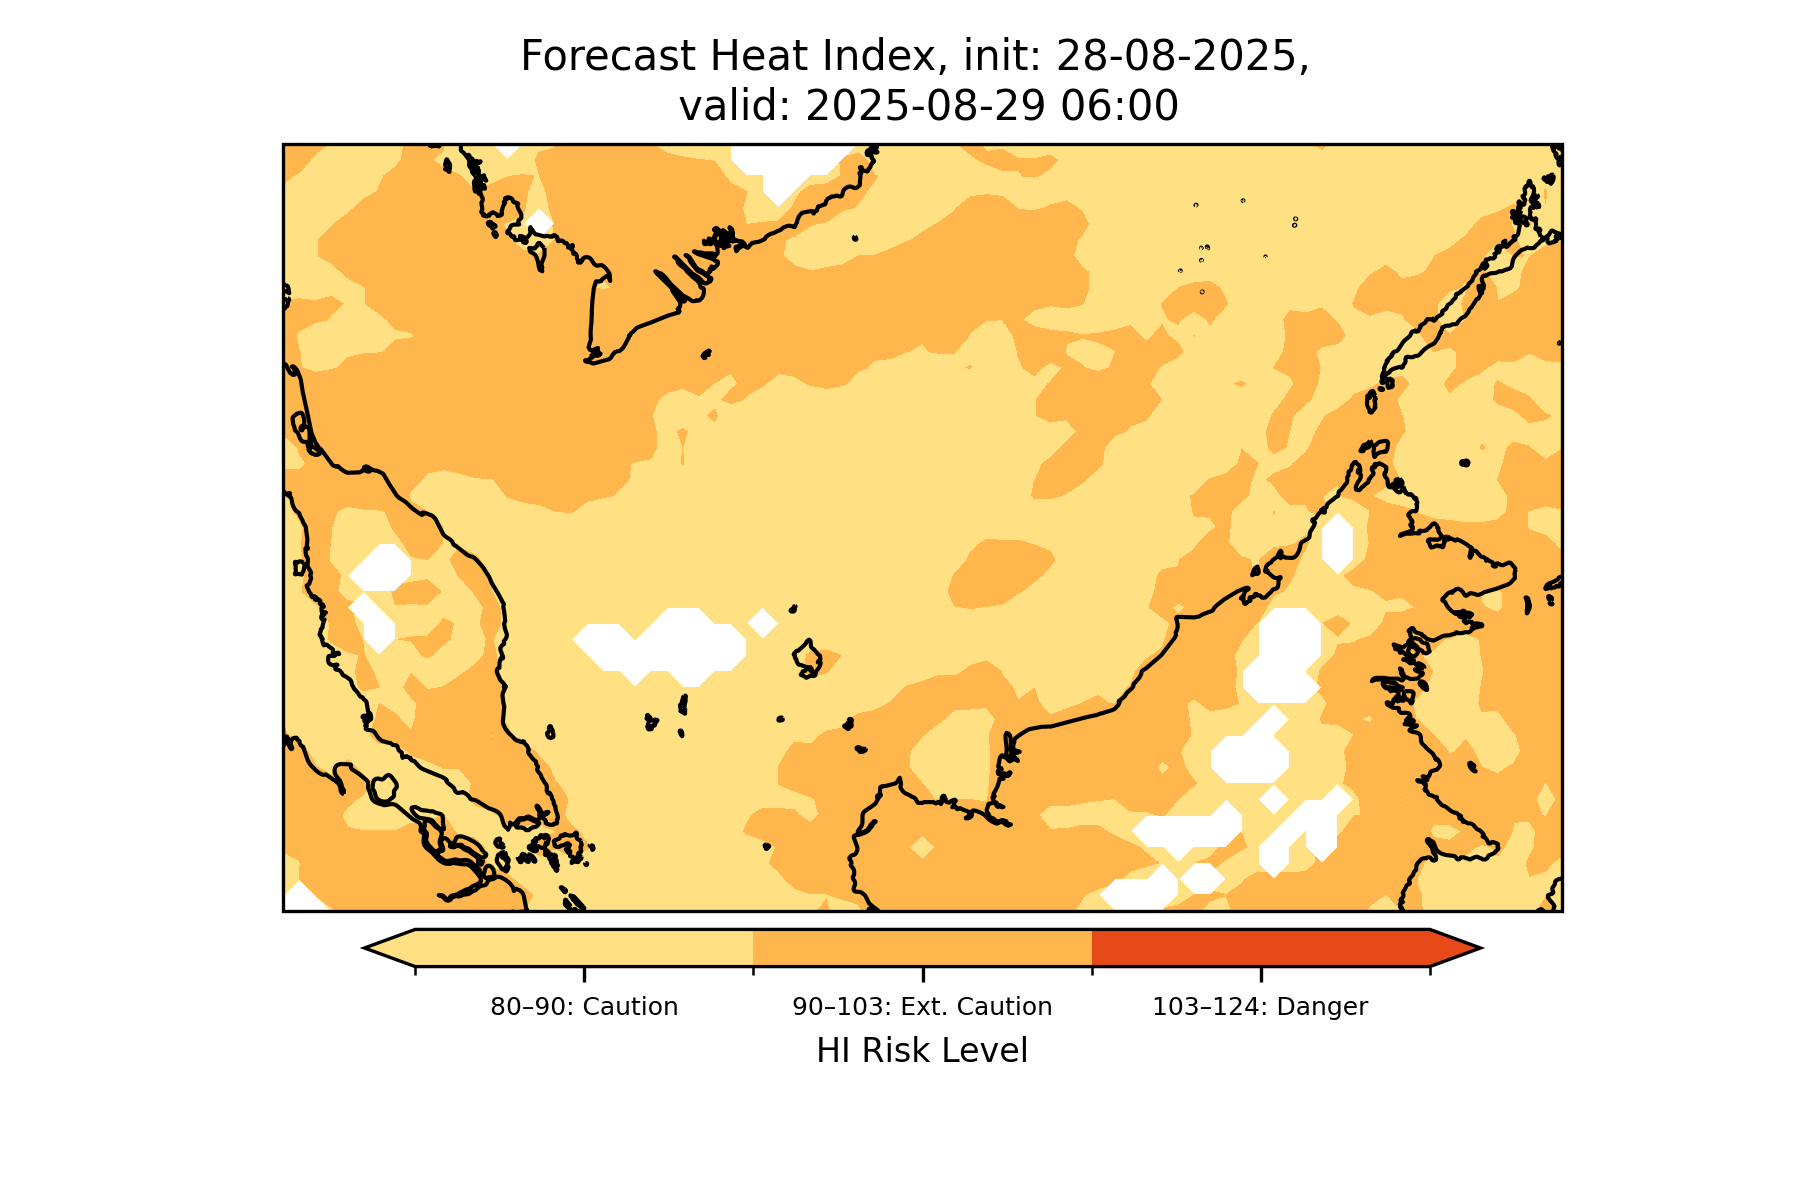 Forecast Heat Index, init: 28-08-2025,
valid: 2025-08-29 06:00
80–90: Caution
90–103: Ext. Caution
103–124: Danger
HI Risk Level